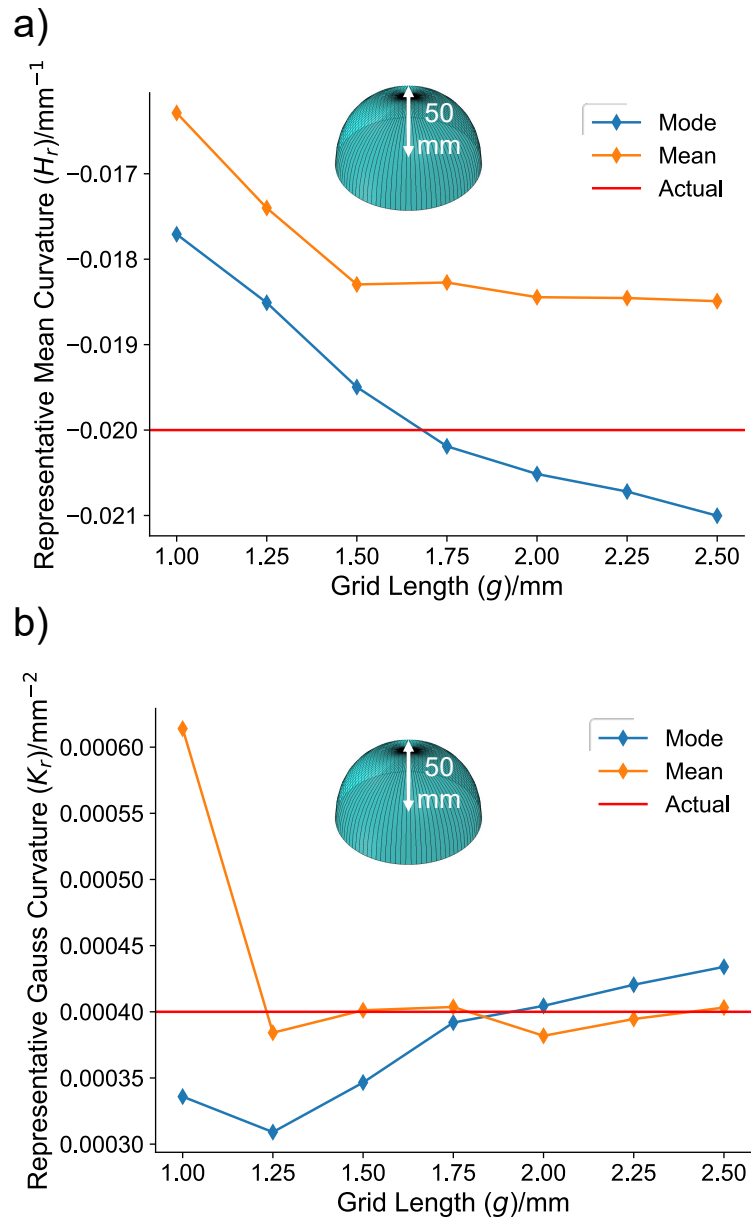 a)
Representative Mean Curvature (Hᵣ)/mm⁻¹
−0.017
−0.018
−0.019
−0.020
−0.021
50
mm
Mode
Mean
Actual
1.00 1.25 1.50 1.75 2.00 2.25 2.50
Grid Length (g)/mm
b)
Representative Gauss Curvature (Kᵣ)/mm⁻²
0.00060
0.00055
0.00050
0.00045
0.00040
0.00035
0.00030
50
mm
Mode
Mean
Actual
1.00 1.25 1.50 1.75 2.00 2.25 2.50
Grid Length (g)/mm